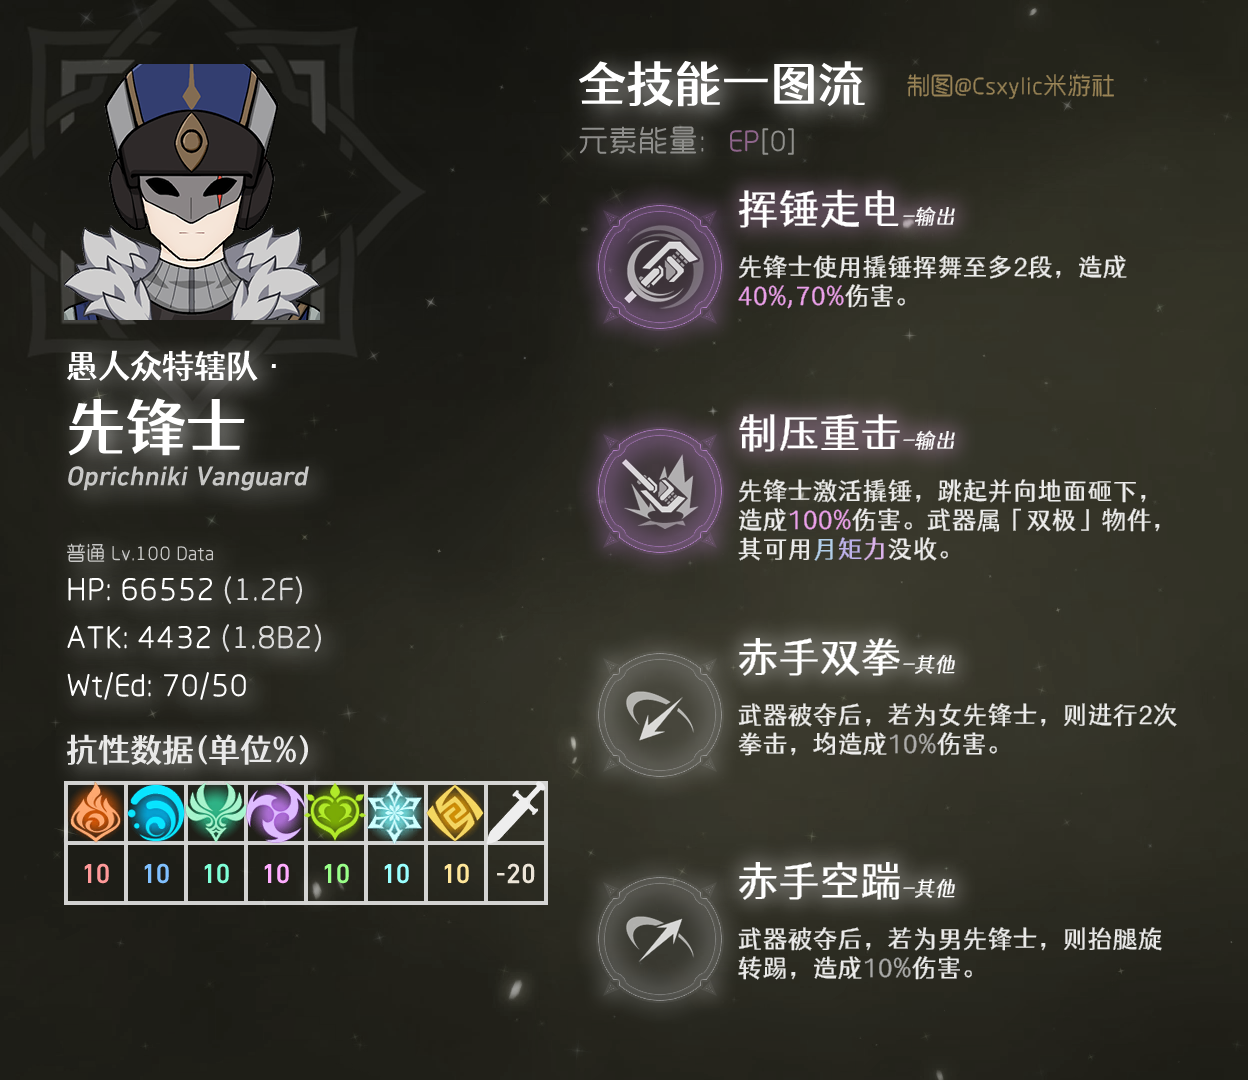 全技能一图流
制图@Csxylic米游社
元素能量: EP[0]
挥锤走电-输出
先锋士使用撬锤挥舞至多2段，造成
40%,70%伤害。
愚人众特辖队·
先锋士
Oprichniki Vanguard
制压重击-输出
先锋士激活撬锤，跳起并向地面砸下，
造成100%伤害。武器属「双极」物件，
其可用月矩力没收。
普通 Lv.100 Data
HP: 66552 (1.2F)
ATK: 4432 (1.8B2)
Wt/Ed: 70/50
赤手双拳-其他
武器被夺后，若为女先锋士，则进行2次
拳击，均造成10%伤害。
抗性数据(单位%)
10 10 10 10 10 10 10 -20
赤手空踹-其他
武器被夺后，若为男先锋士，则抬腿旋
转踢，造成10%伤害。